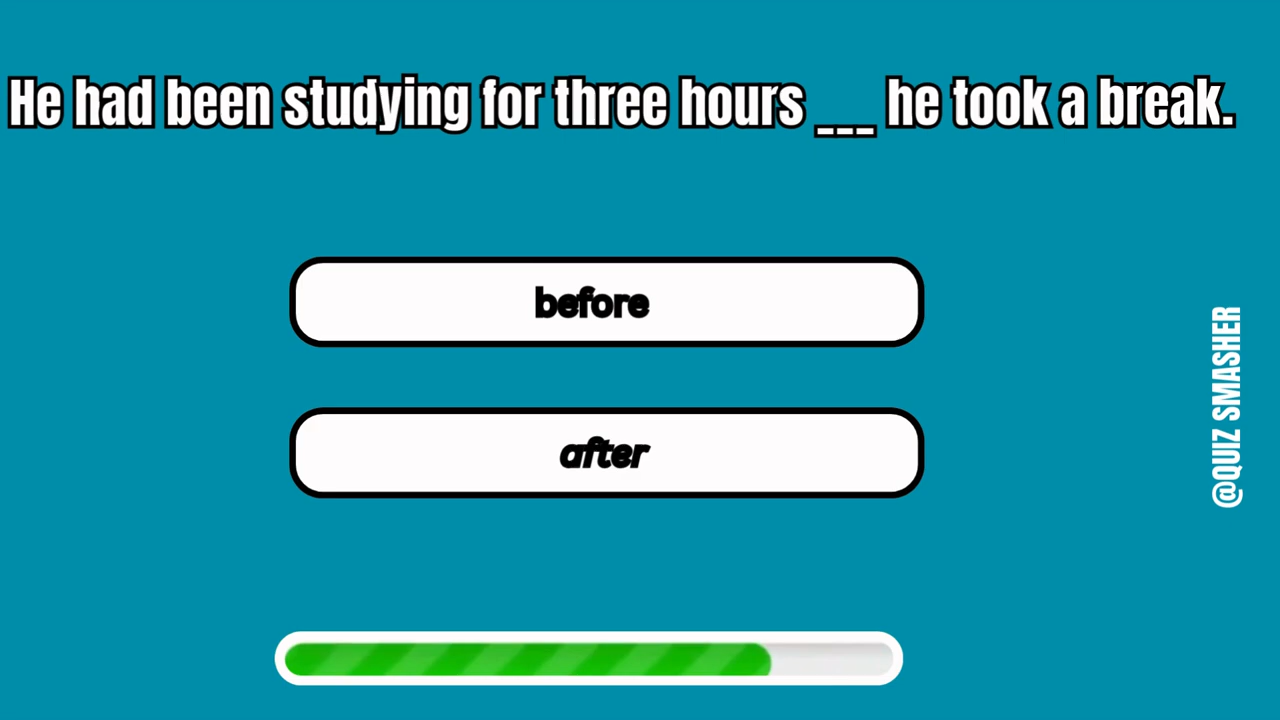 He had been studying for three hours ___ he took a break.
before
after
@QUIZ SMASHER